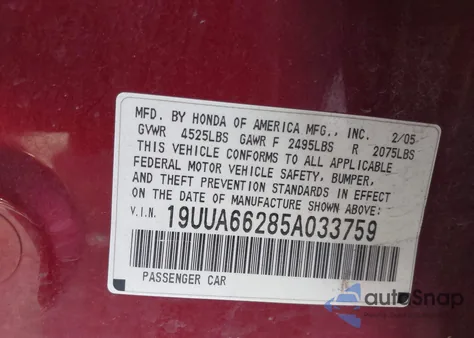 MFD. BY HONDA OF AMERICA MFG., INC. 2/05
GVWR 4525LBS GAWR F 2495LBS R 2075LBS
THIS VEHICLE CONFORMS TO ALL APPLICABLE
FEDERAL MOTOR VEHICLE SAFETY, BUMPER,
AND THEFT PREVENTION STANDARDS IN EFFECT
ON THE DATE OF MANUFACTURE SHOWN ABOVE:
V.I.N. 19UUA66285A033759
PASSENGER CAR
autoSnap